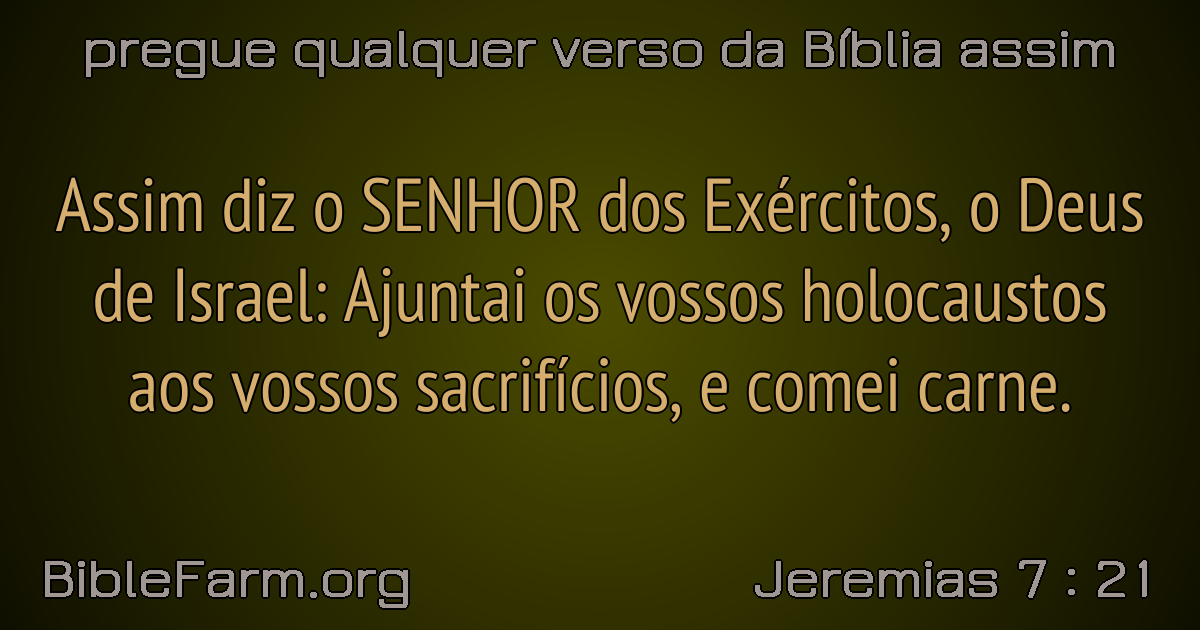 pregue qualquer verso da Bíblia assim
Assim diz o SENHOR dos Exércitos, o Deus
de Israel: Ajuntai os vossos holocaustos
aos vossos sacrifícios, e comei carne.
BibleFarm.org
Jeremias 7 : 21